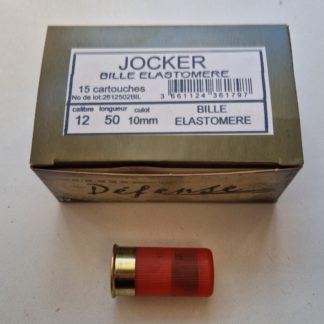 JOCKER
BILLE ELASTOMERE
15 cartouches
No de lot:2612502BIL
3 661124 361797
calibre longueur culot
12 50 10mm
BILLE
ELASTOMERE
Défense